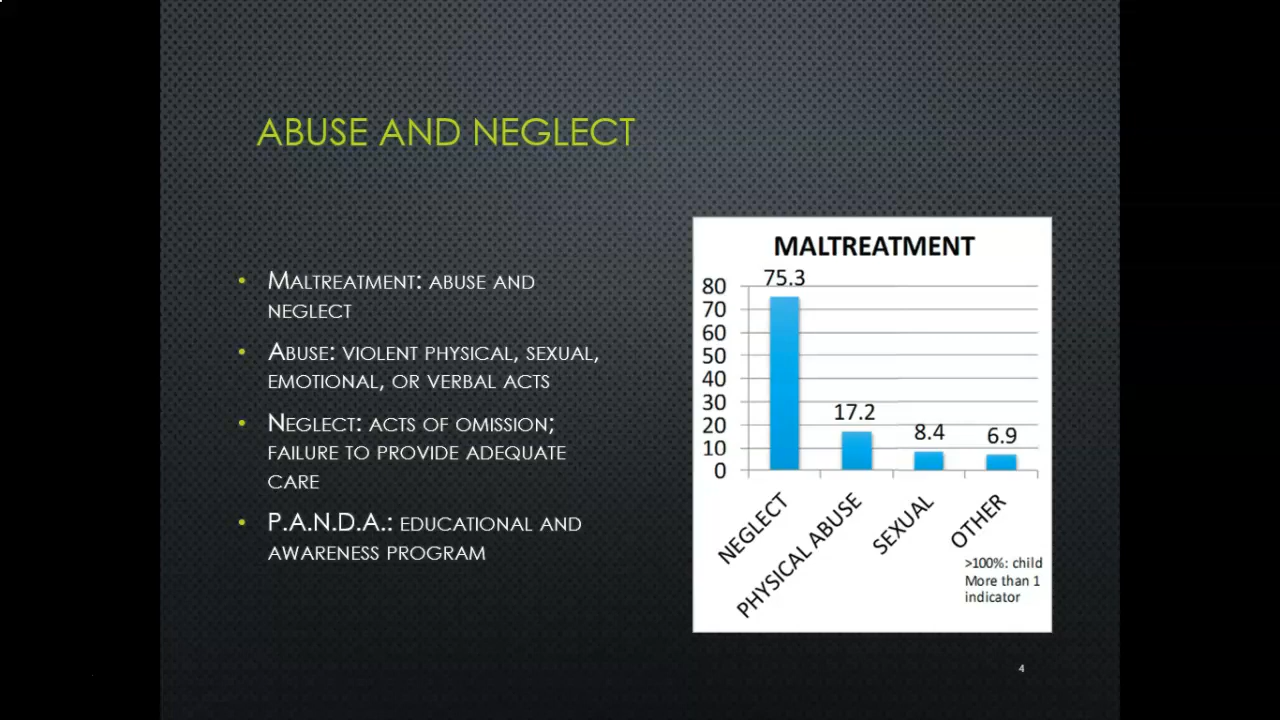 ABUSE AND NEGLECT
• MALTREATMENT: ABUSE AND
NEGLECT
• ABUSE: VIOLENT PHYSICAL, SEXUAL,
EMOTIONAL, OR VERBAL ACTS
• NEGLECT: ACTS OF OMISSION;
FAILURE TO PROVIDE ADEQUATE
CARE
• P.A.N.D.A.: EDUCATIONAL AND
AWARENESS PROGRAM
MALTREATMENT
80
70
60
50
40
30
20
10
0
75.3
17.2
8.4
6.9
NEGLECT
PHYSICAL ABUSE
SEXUAL
OTHER
>100%: child
More than 1
indicator
4